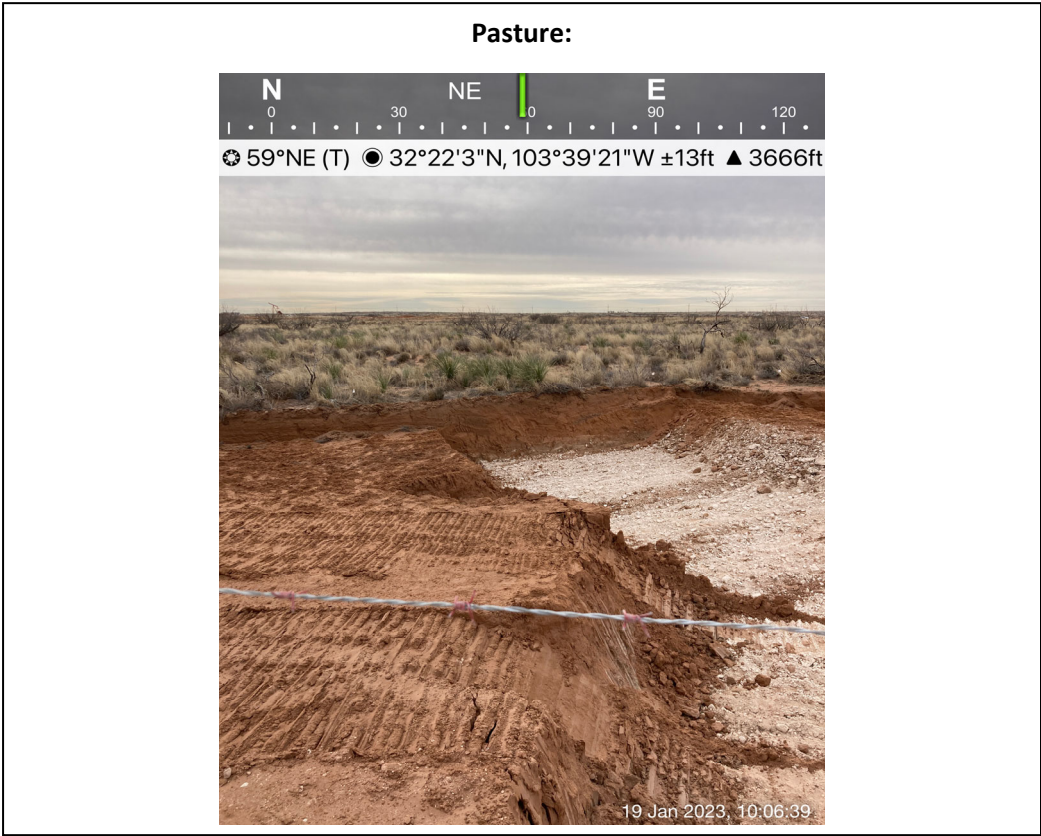 Pasture:
N NE E
0 30 0 90 120
59°NE (T) 32°22'3"N, 103°39'21"W ±13ft ▲ 3666ft
19 Jan 2023, 10:06:39